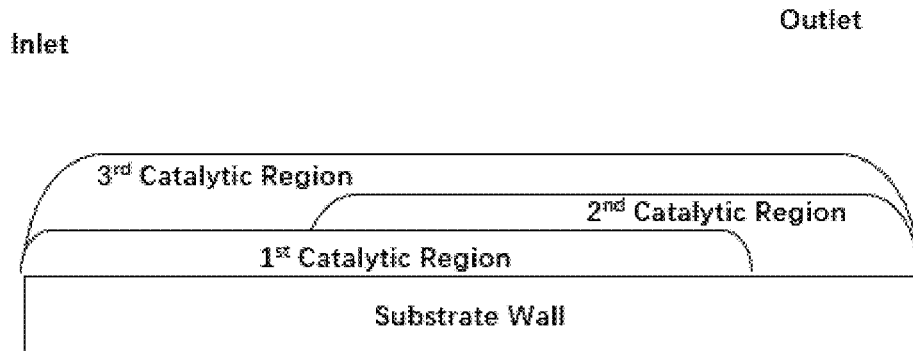 Outlet
Inlet
3rd Catalytic Region
2nd Catalytic Region
1st Catalytic Region
Substrate Wall